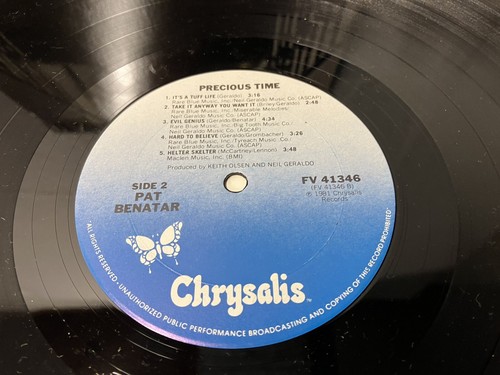 PRECIOUS TIME
1. IT'S A TUFF LIFE (Geraldo) 3:16
Rare Blue Music, Inc./Neil Geraldo Music Co. (ASCAP)
2. TAKE IT ANYWAY YOU WANT IT (Briley/Geraldo) 2:48
Rare Blue Music, Inc./Miserable Melodies/
Neil Geraldo Music Co. (ASCAP)
3. EVIL GENIUS (Geraldo/Benatar) 4:34
Rare Blue Music, Inc./Big Tooth Music Co./
Neil Geraldo Music Co. (ASCAP)
4. HARD TO BELIEVE (Geraldo/Grombacher) 3:26
Rare Blue Music, Inc./Tyreach Music Co./
Neil Geraldo Music Co. (ASCAP)
5. HELTER SKELTER (McCartney/Lennon) 3:48
Maclen Music, Inc. (BMI)
Produced by KEITH OLSEN AND NEIL GERALDO
SIDE 2
PAT
BENATAR
FV 41346
(FV 41346 B)
℗ 1981 Chrysalis
Records
Chrysalis
TM
"ALL RIGHTS RESERVED - UNAUTHORIZED PUBLIC PERFORMANCE BROADCASTING AND COPYING OF THIS RECORD PROHIBITED"